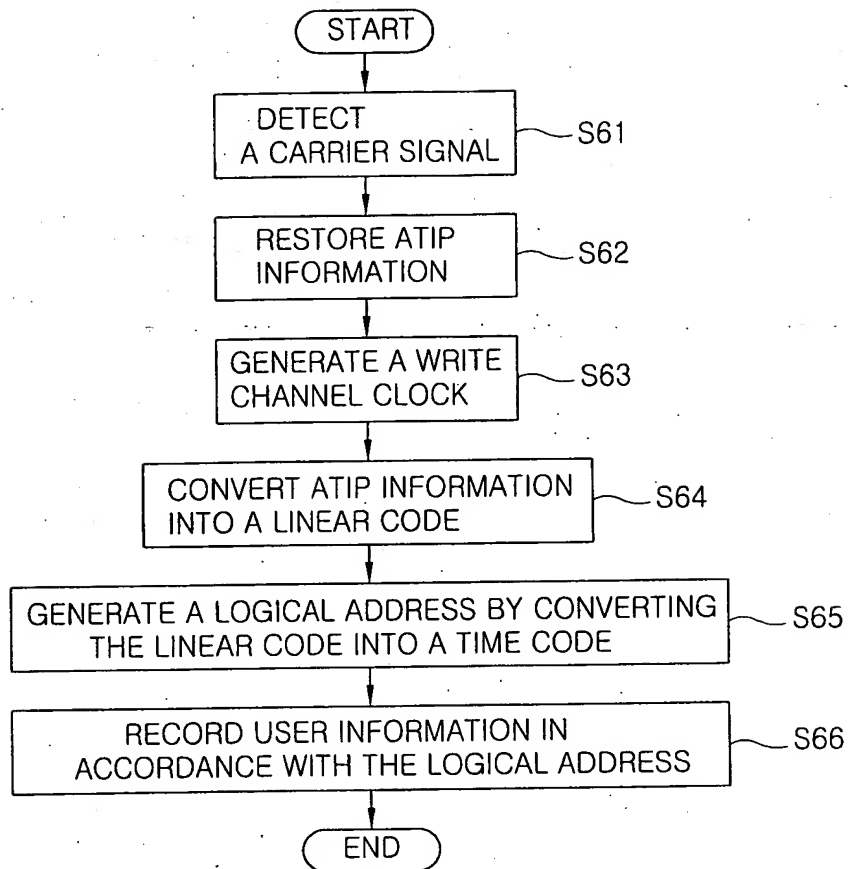 START
DETECT
A CARRIER SIGNAL
S61
RESTORE ATIP
INFORMATION
S62
GENERATE A WRITE
CHANNEL CLOCK
S63
CONVERT ATIP INFORMATION
INTO A LINEAR CODE
S64
GENERATE A LOGICAL ADDRESS BY CONVERTING
THE LINEAR CODE INTO A TIME CODE
S65
RECORD USER INFORMATION IN
ACCORDANCE WITH THE LOGICAL ADDRESS
S66
END